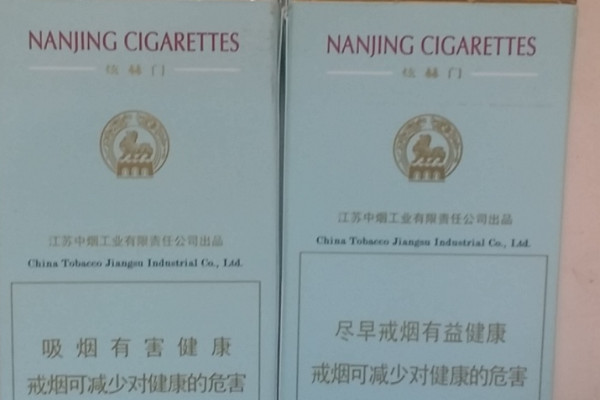 NANJING CIGARETTES
炫赫门
江苏中烟工业有限责任公司出品
China Tobacco Jiangsu Industrial Co., Ltd.
吸烟有害健康
戒烟可减少对健康的危害
NANJING CIGARETTES
炫赫门
江苏中烟工业有限责任公司出品
China Tobacco Jiangsu Industrial Co., Ltd.
尽早戒烟有益健康
戒烟可减少对健康的危害